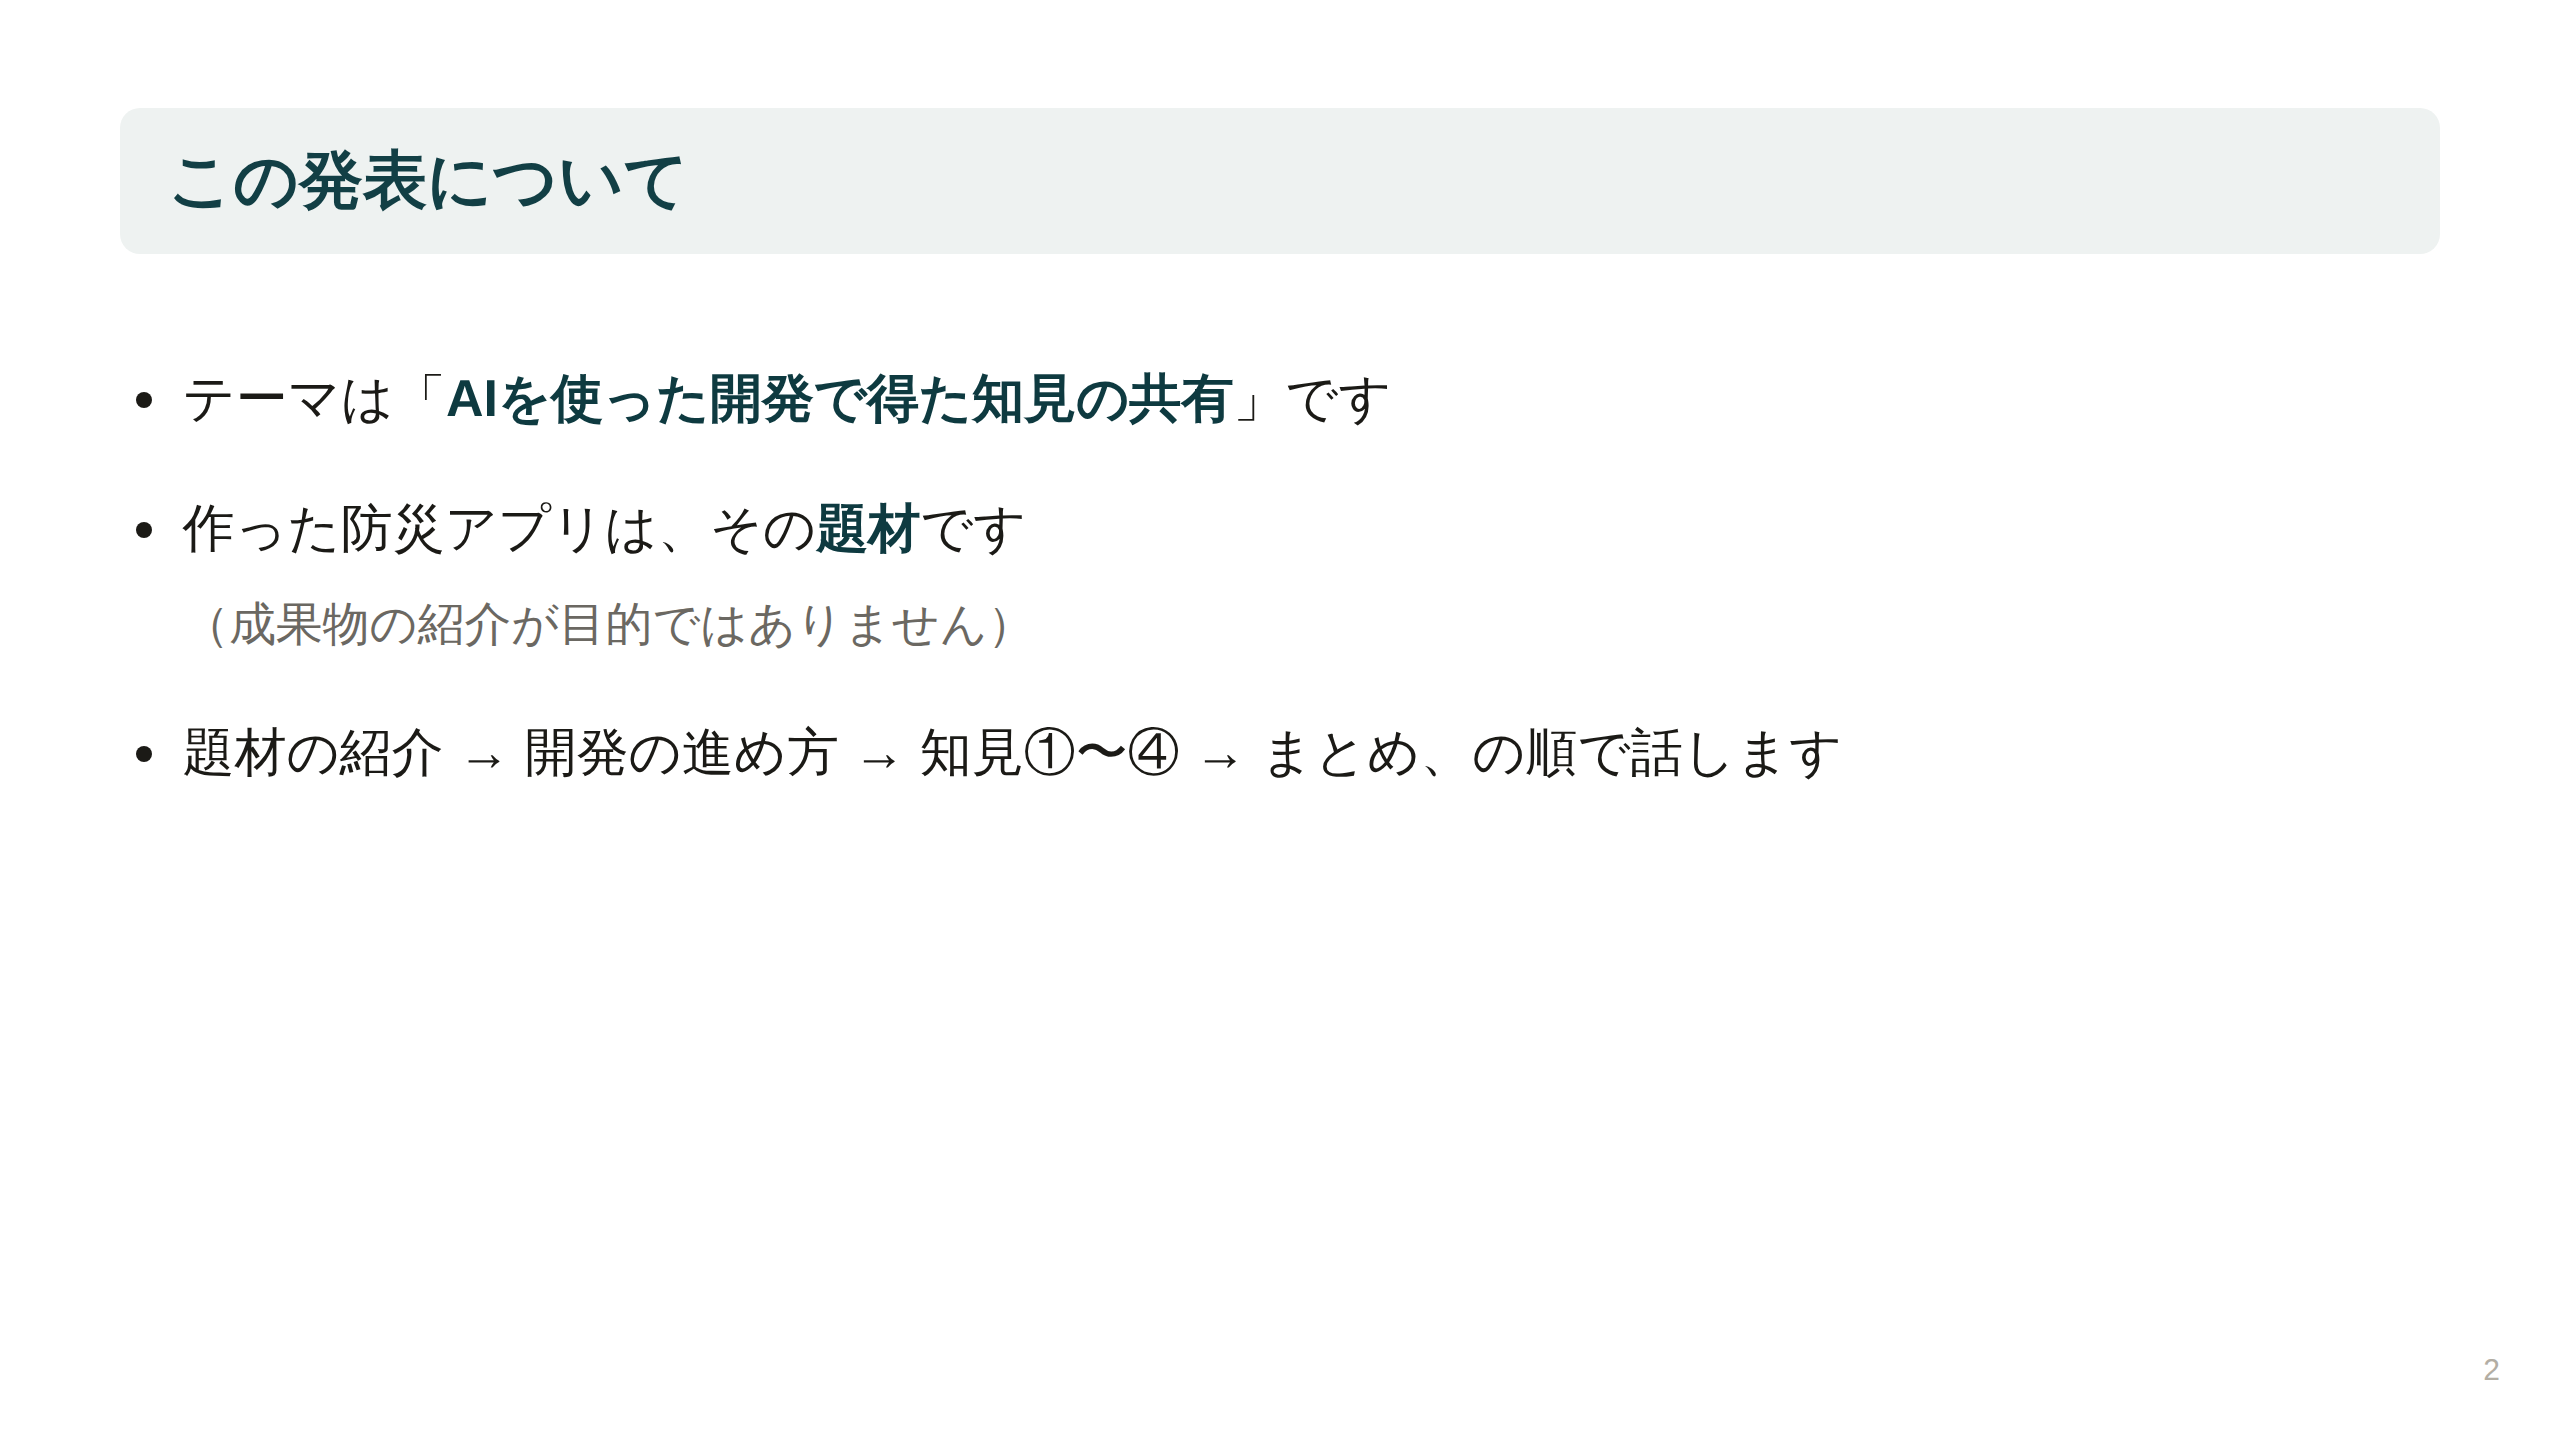 この発表について
• テーマは「AIを使った開発で得た知見の共有」です
• 作った防災アプリは、その題材です
（成果物の紹介が目的ではありません）
• 題材の紹介 → 開発の進め方 → 知見①〜④ → まとめ、の順で話します
2